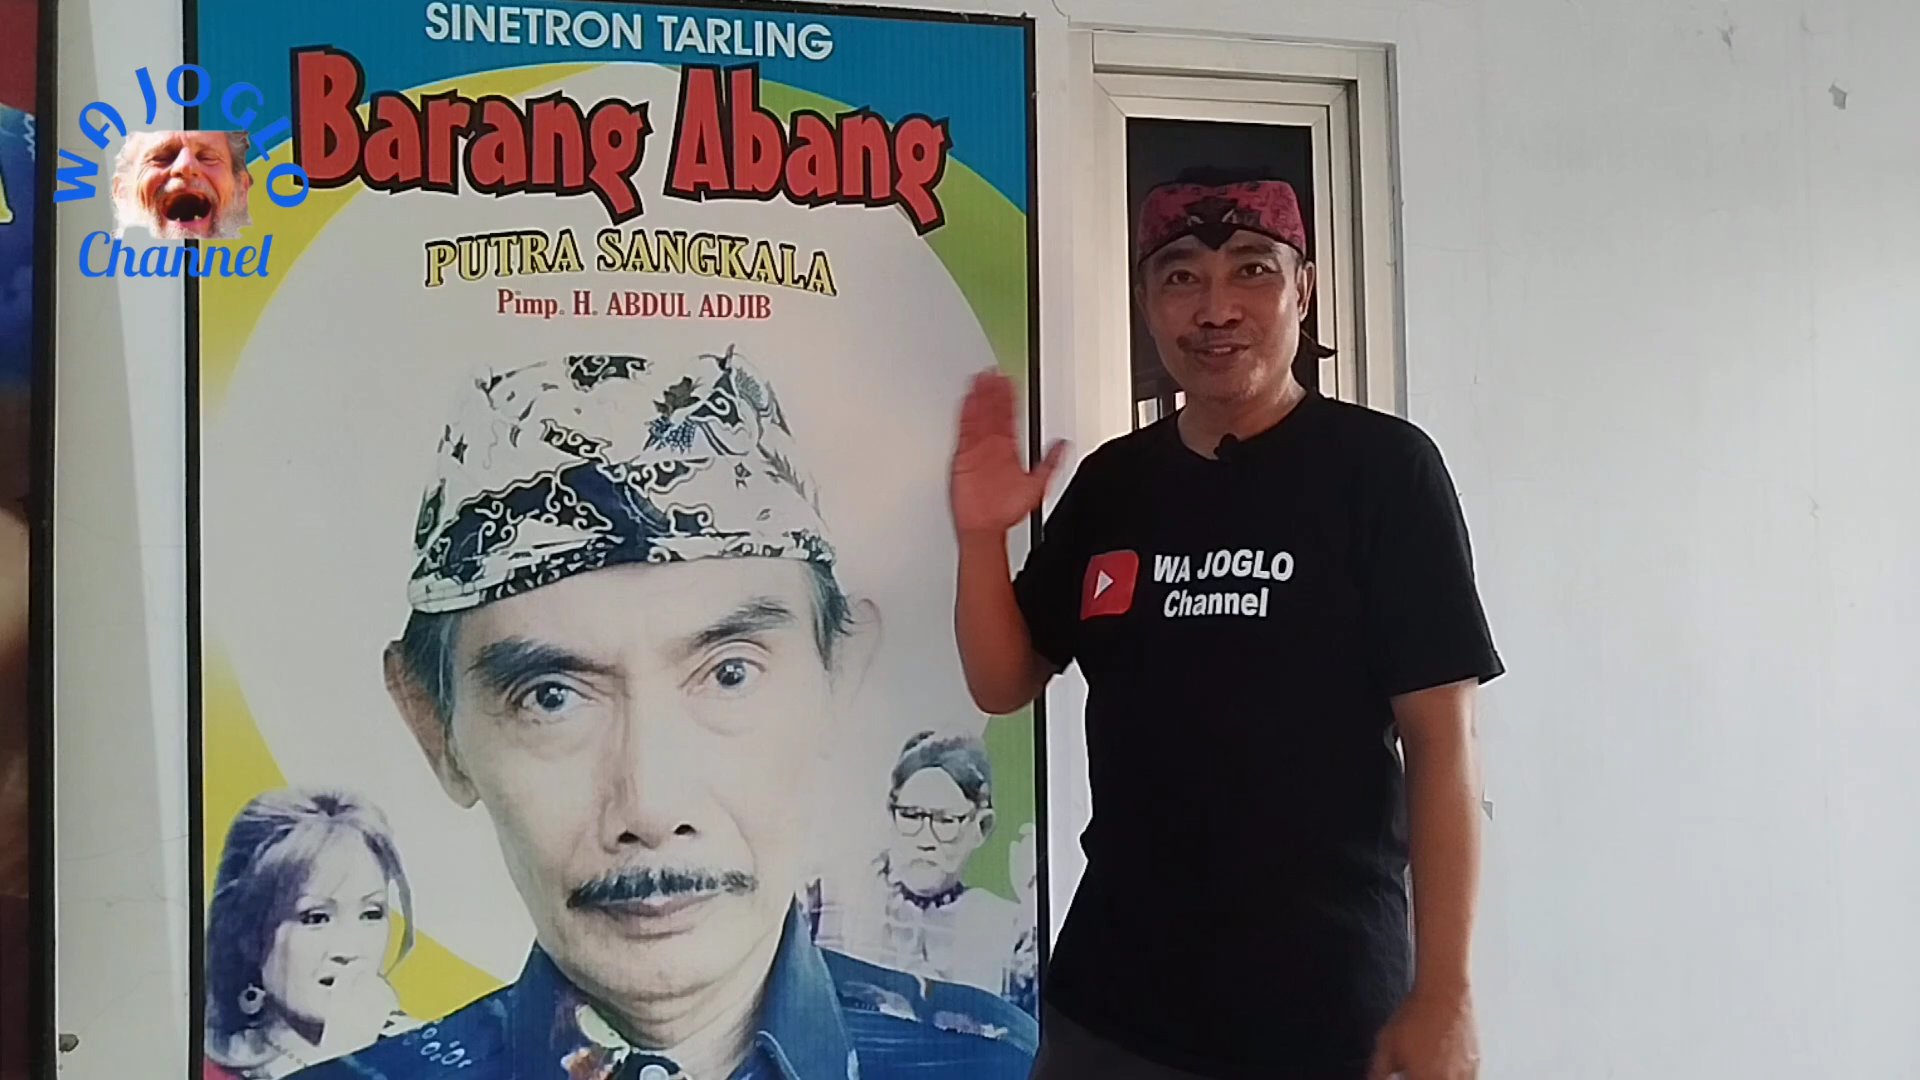 SINETRON TARLING
Barang Abang
PUTRA SANGKALA
Pimp. H. ABDUL ADJIB
WA JOGLO
Channel
WA JOGLO
Channel